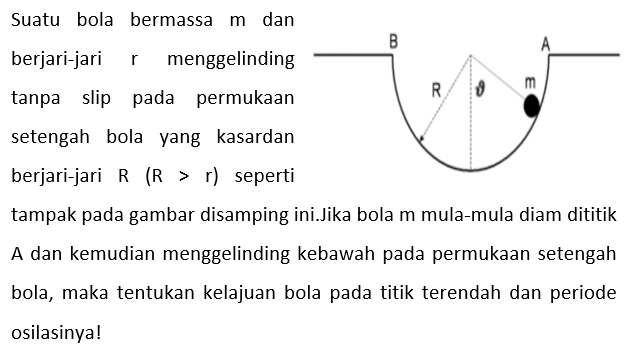 Suatu bola bermassa m dan
berjari-jari r menggelinding
tanpa slip pada permukaan
setengah bola yang kasardan
berjari-jari R (R > r) seperti
tampak pada gambar disamping ini.Jika bola m mula-mula diam dititik
A dan kemudian menggelinding kebawah pada permukaan setengah
bola, maka tentukan kelajuan bola pada titik terendah dan periode
osilasinya!
B
A
R
ϑ
m